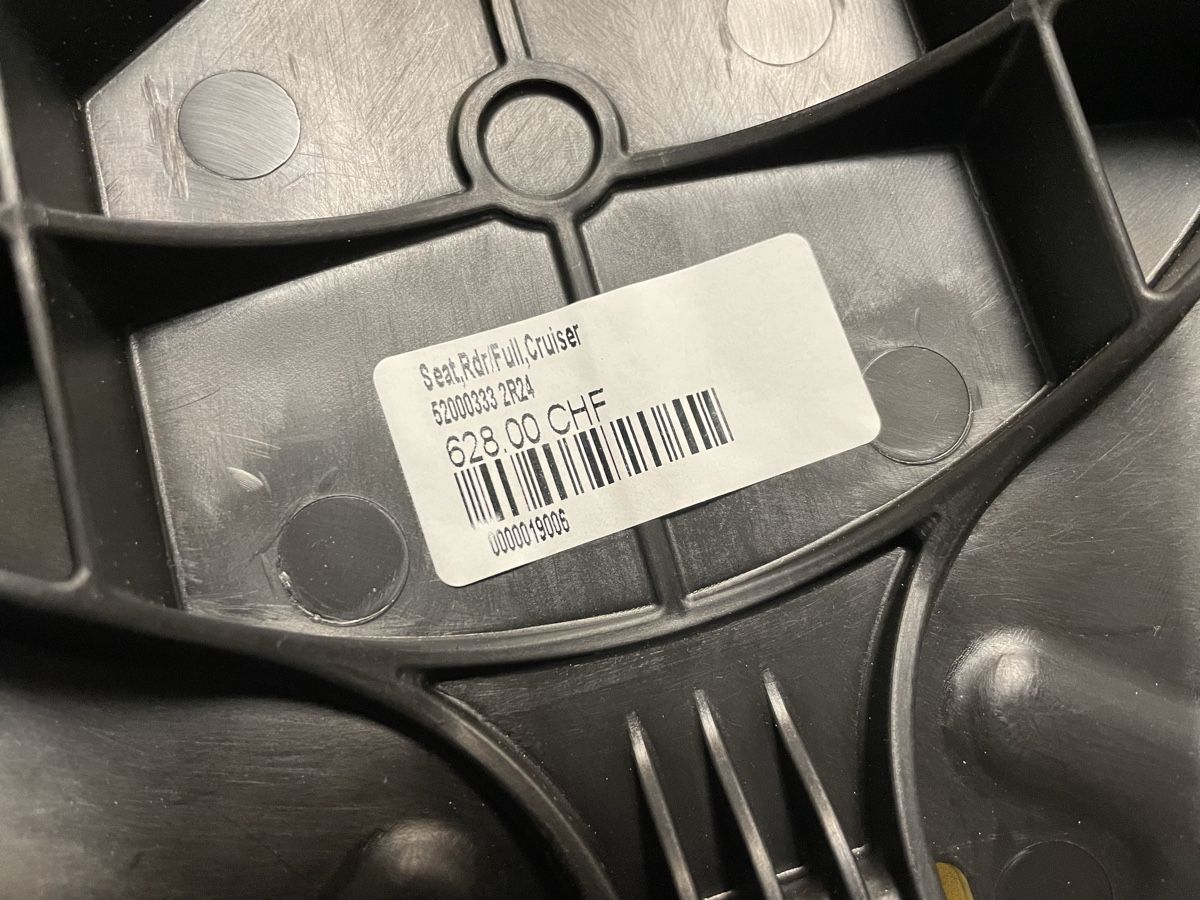 Seat,Rdr/Full,Cruiser
52000333 2R24
628.00 CHF
0000019006